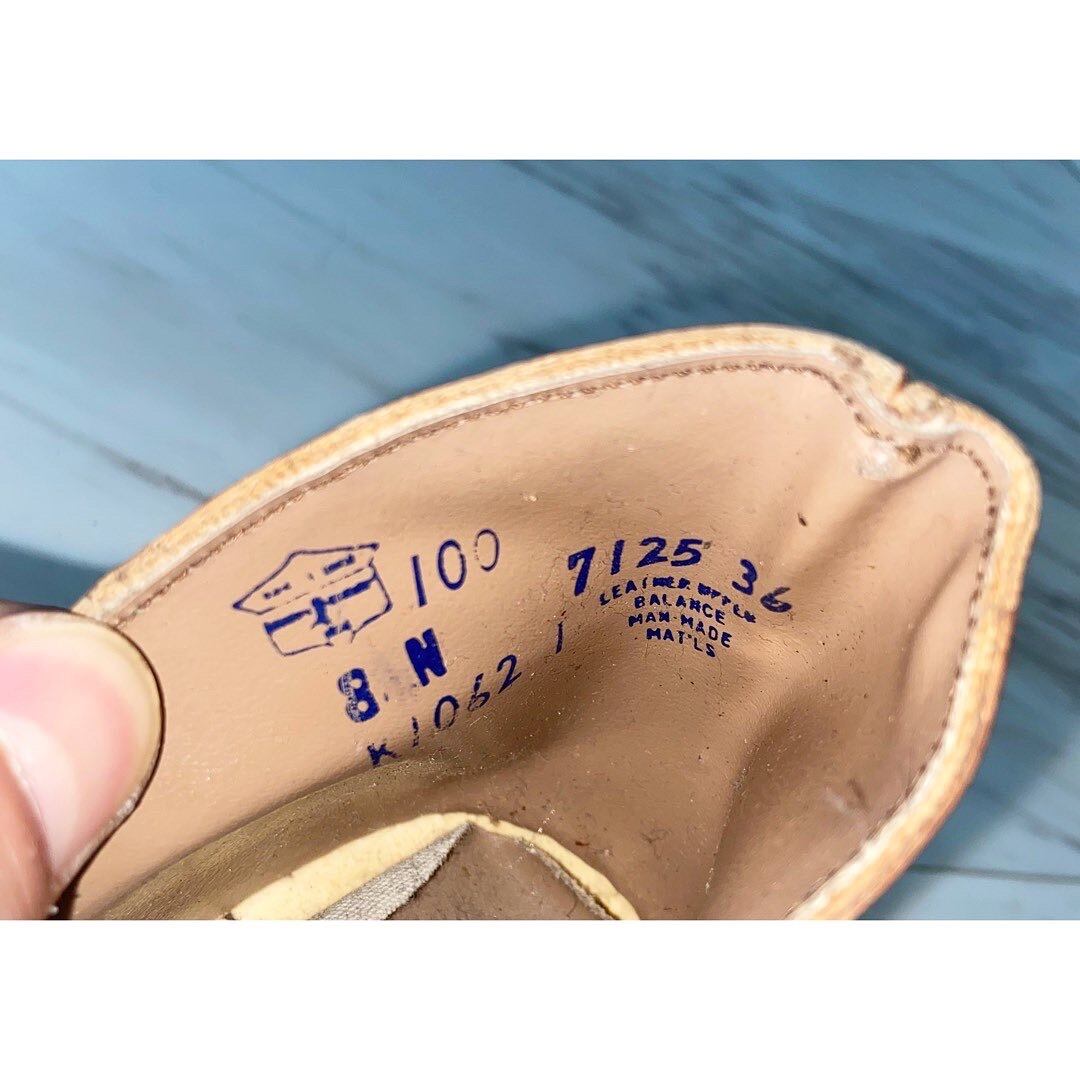 100
8 N
K1062 1
7125 36
LEATHER UPPER
BALANCE
MAN-MADE
MAT'LS